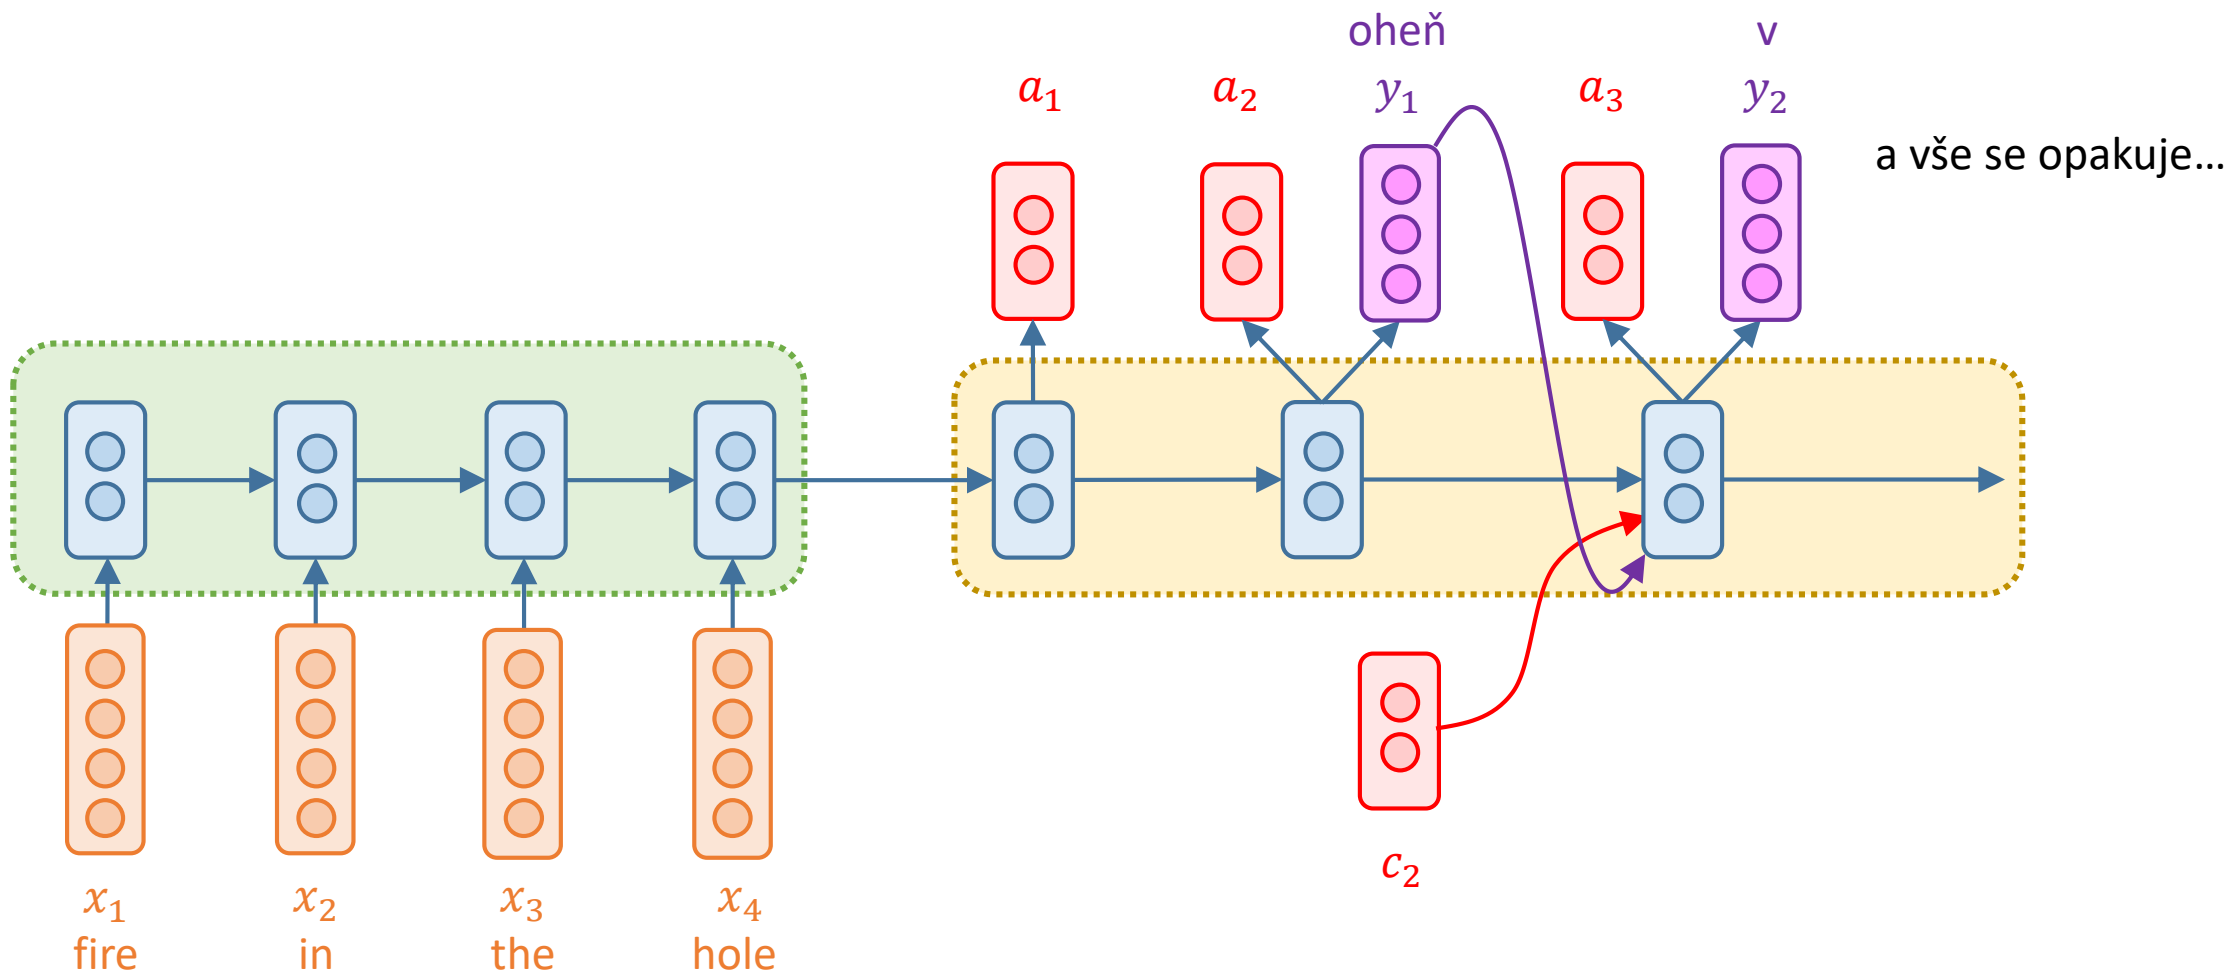 oheň
v
a₁
a₂
y₁
a₃
y₂
a vše se opakuje…
c₂
x₁
x₂
x₃
x₄
fire
in
the
hole